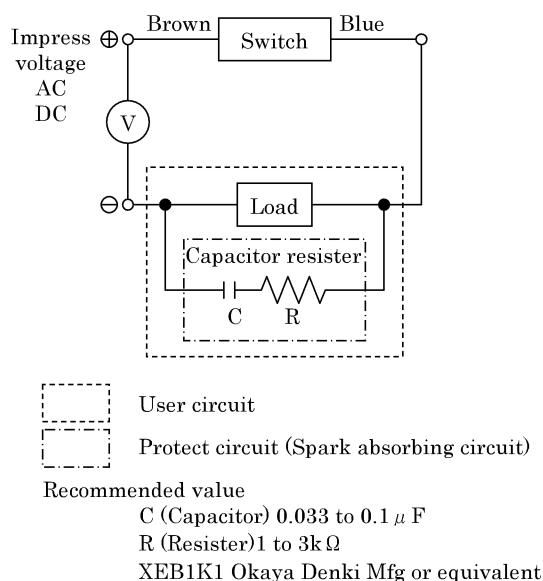 Brown
Switch
Blue
Impress
voltage
AC
DC
⊕
V
⊖
Load
Capacitor resister
C
R
User circuit
Protect circuit (Spark absorbing circuit)
Recommended value
C (Capacitor) 0.033 to 0.1 μ F
R (Resister)1 to 3kΩ
XEB1K1 Okaya Denki Mfg or equivalent